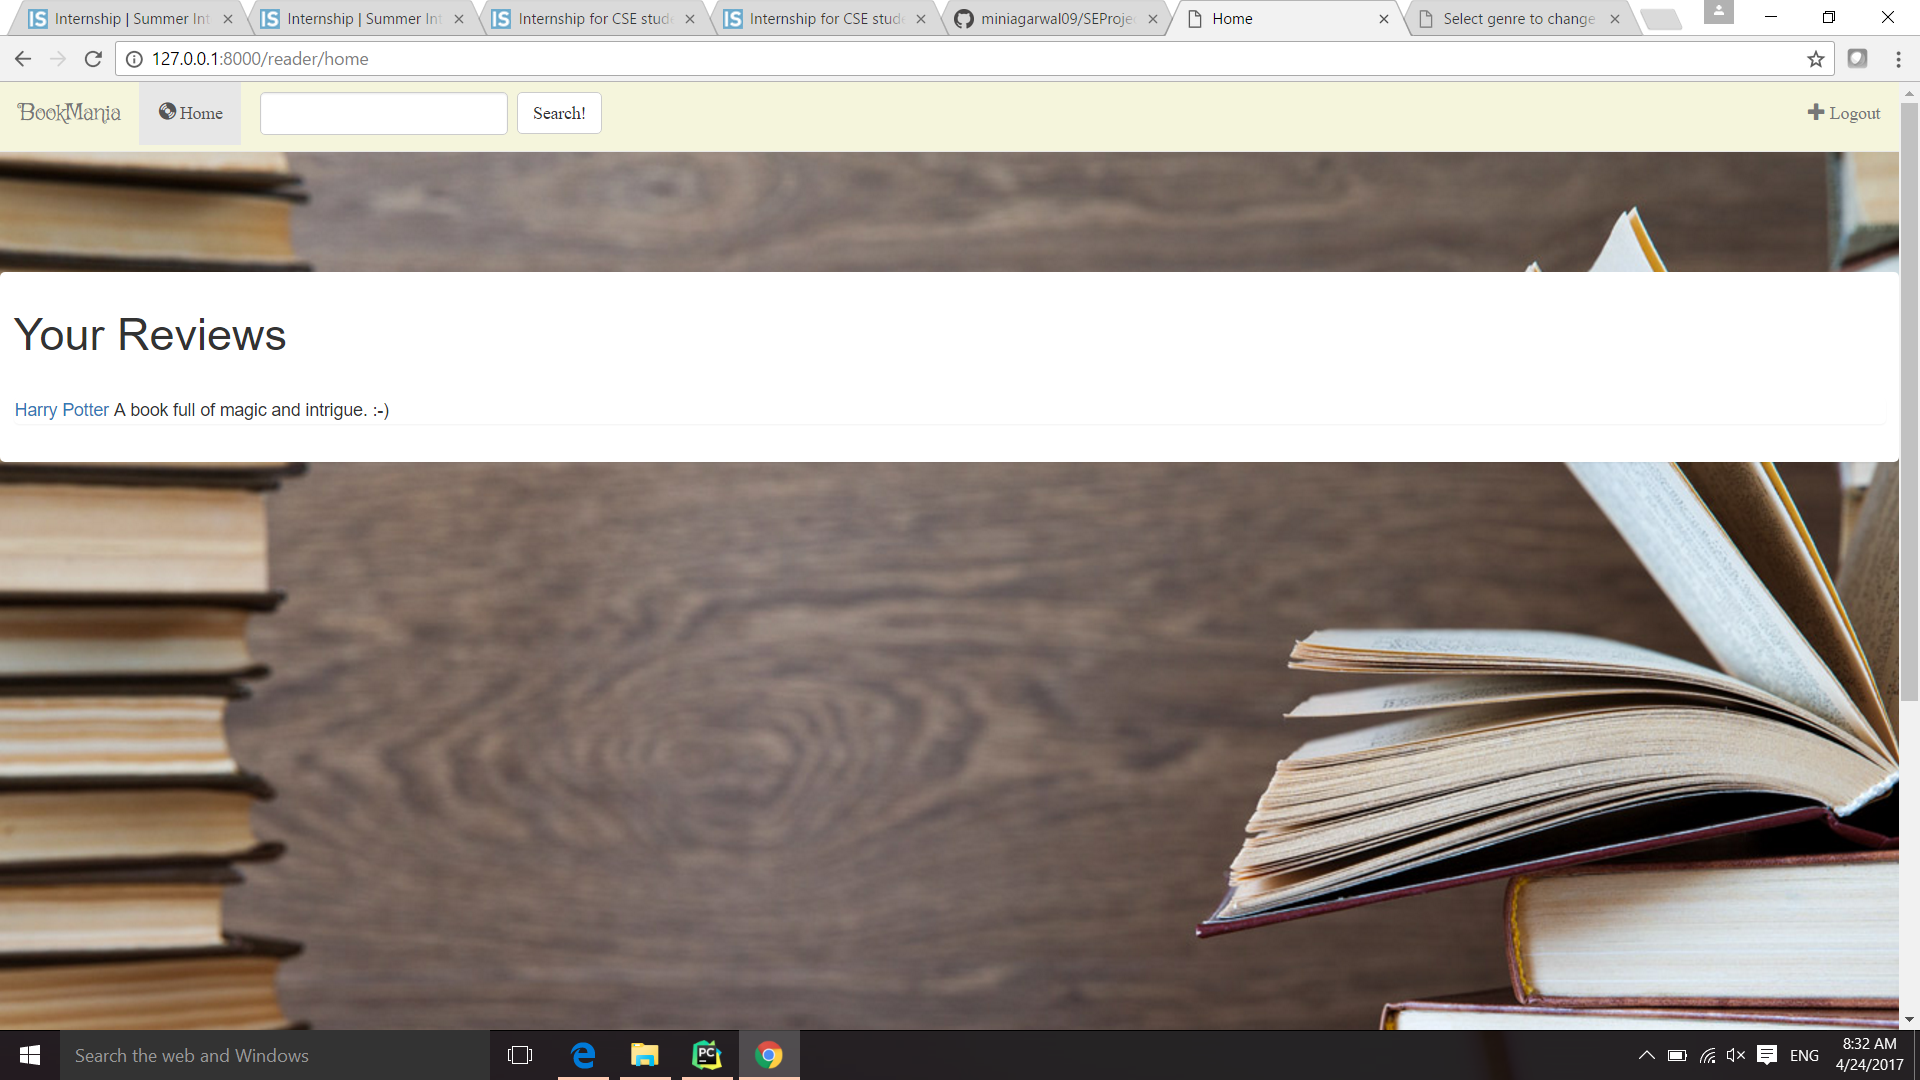 Internship | Summer Int
Internship | Summer Int
Internship for CSE stude
Internship for CSE stude
miniagarwal09/SEProje
Home
Select genre to change
127.0.0.1:8000/reader/home
BookMania
Home
Search!
Logout
Your Reviews
Harry Potter A book full of magic and intrigue. :-)
Search the web and Windows
ENG
8:32 AM
4/24/2017